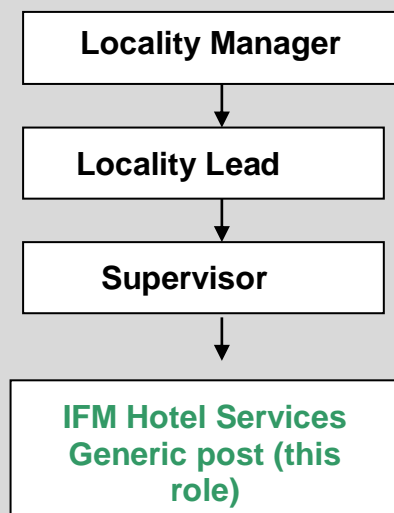 Locality Manager
Locality Lead
Supervisor
IFM Hotel Services
Generic post (this
role)